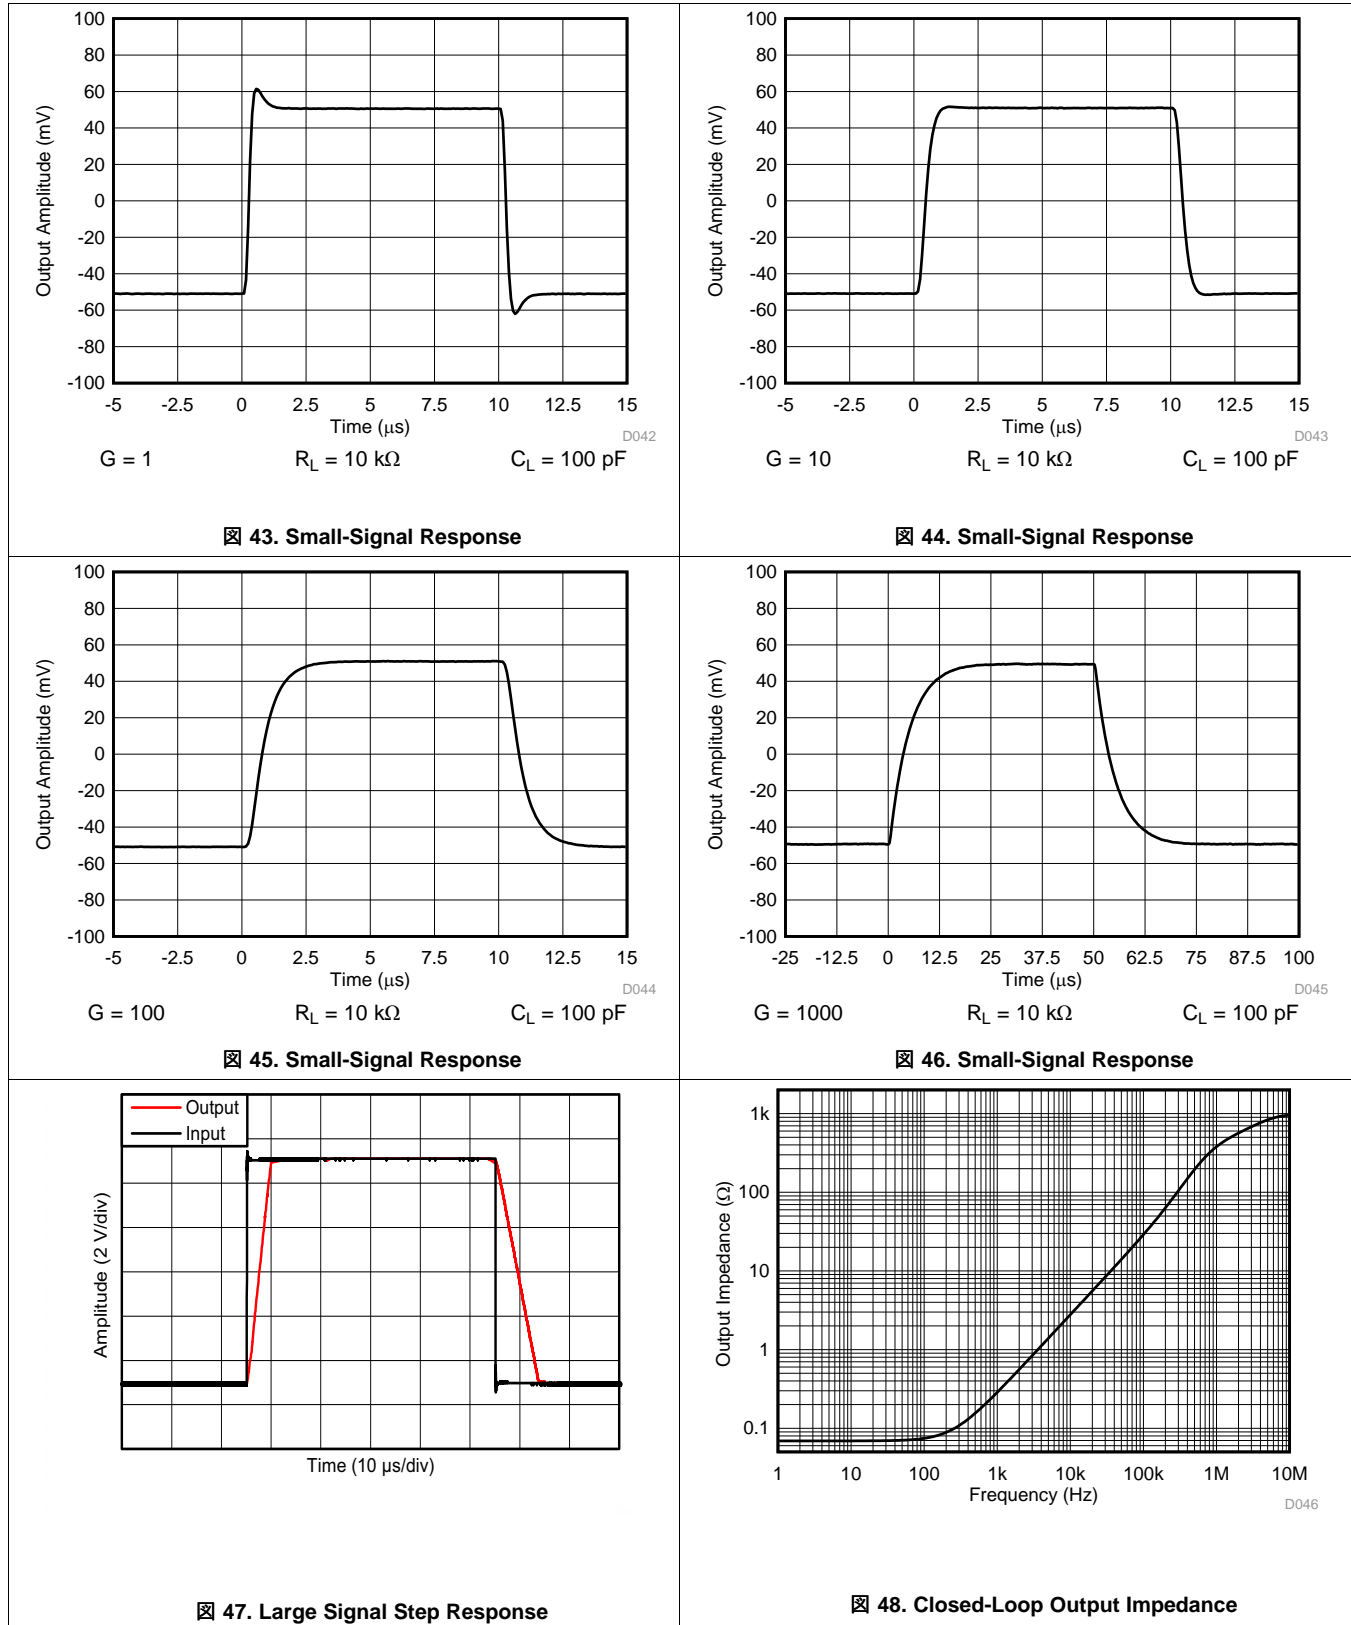 100
80
60
40
20
0
-20
-40
-60
-80
-100
Output Amplitude (mV)
-5 -2.5 0 2.5 5 7.5 10 12.5 15
Time (μs)
D042
G = 1 RL = 10 kΩ CL = 100 pF
図 43. Small-Signal Response
100
80
60
40
20
0
-20
-40
-60
-80
-100
Output Amplitude (mV)
-5 -2.5 0 2.5 5 7.5 10 12.5 15
Time (μs)
D043
G = 10 RL = 10 kΩ CL = 100 pF
図 44. Small-Signal Response
100
80
60
40
20
0
-20
-40
-60
-80
-100
Output Amplitude (mV)
-5 -2.5 0 2.5 5 7.5 10 12.5 15
Time (μs)
D044
G = 100 RL = 10 kΩ CL = 100 pF
図 45. Small-Signal Response
100
80
60
40
20
0
-20
-40
-60
-80
-100
Output Amplitude (mV)
-25 -12.5 0 12.5 25 37.5 50 62.5 75 87.5 100
Time (μs)
D045
G = 1000 RL = 10 kΩ CL = 100 pF
図 46. Small-Signal Response
Output
Input
Amplitude (2 V/div)
Time (10 μs/div)
図 47. Large Signal Step Response
1k
100
10
1
0.1
Output Impedance (Ω)
1 10 100 1k 10k 100k 1M 10M
Frequency (Hz)
D046
図 48. Closed-Loop Output Impedance